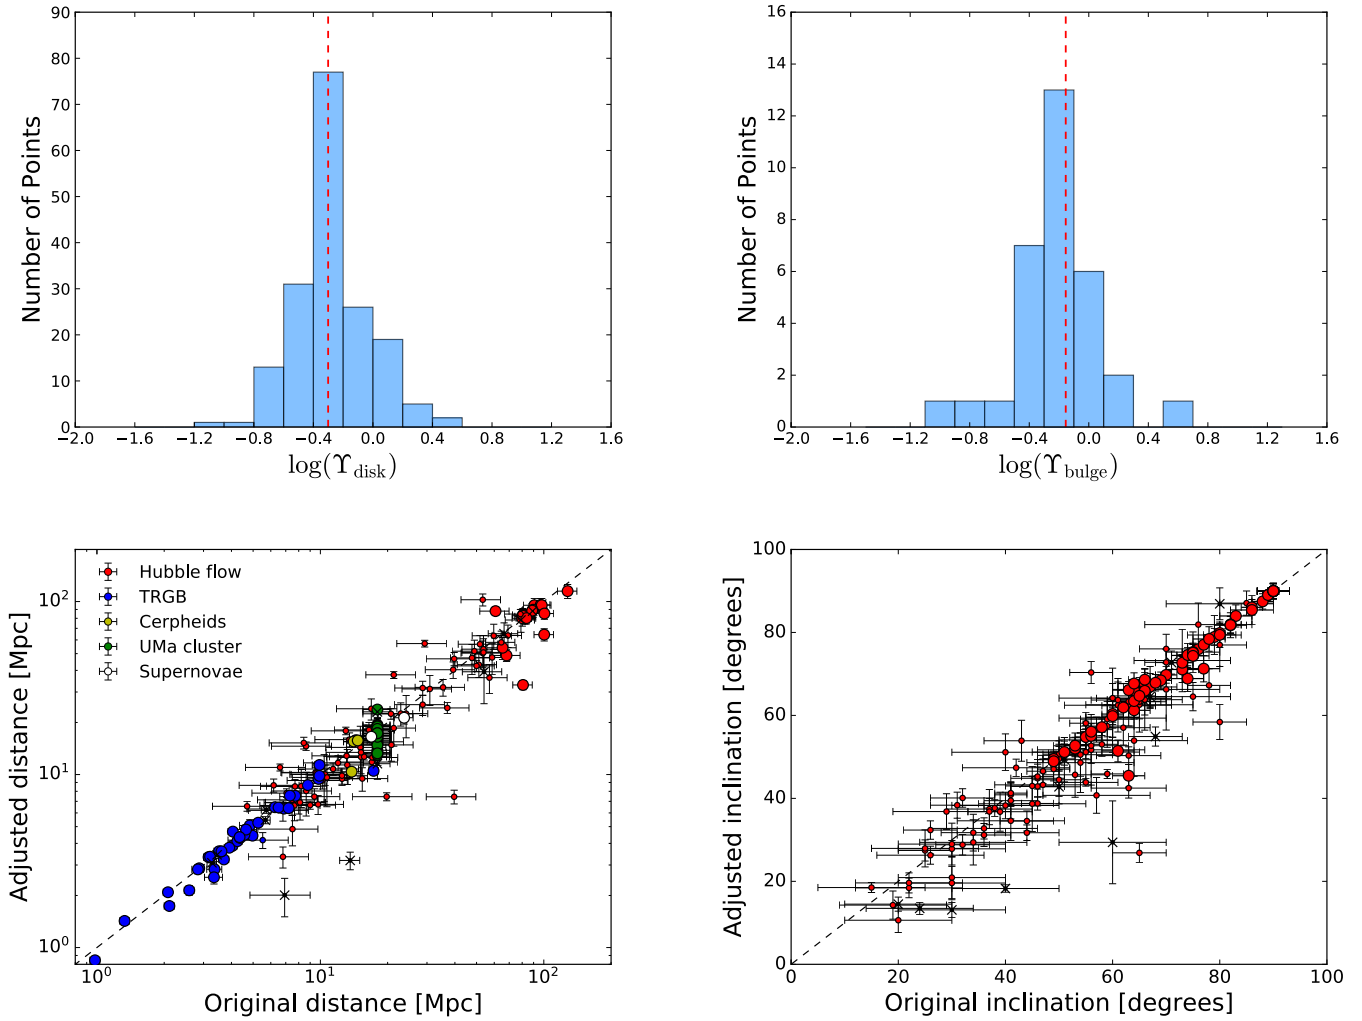 90
80
70
60
50
40
30
20
10
0
Number of Points
−2.0 −1.6 −1.2 −0.8 −0.4 0.0 0.4 0.8 1.2 1.6
log(ϒdisk)
16
14
12
10
8
6
4
2
0
Number of Points
−2.0 −1.6 −1.2 −0.8 −0.4 0.0 0.4 0.8 1.2 1.6
log(ϒbulge)
Adjusted distance [Mpc]
10²
10¹
10⁰
Hubble flow
TRGB
Cerpheids
UMa cluster
Supernovae
10⁰ 10¹ 10²
Original distance [Mpc]
Adjusted inclination [degrees]
100
80
60
40
20
0
0 20 40 60 80 100
Original inclination [degrees]